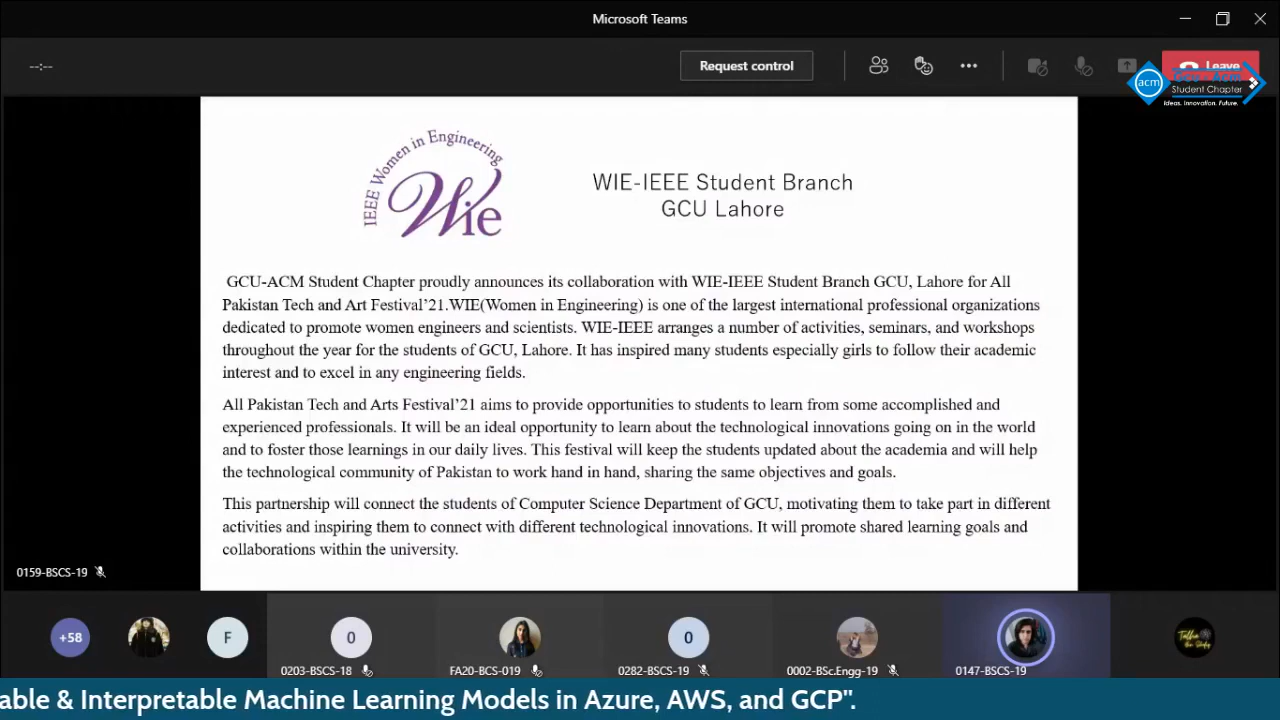 Microsoft Teams
--:--
Request control
Leave
acm
GCU - ACM
Student Chapter
Ideas. Innovation. Future.
IEEE Women in Engineering
Wie
WIE-IEEE Student Branch
GCU Lahore
GCU-ACM Student Chapter proudly announces its collaboration with WIE-IEEE Student Branch GCU, Lahore for All
Pakistan Tech and Art Festival’21.WIE(Women in Engineering) is one of the largest international professional organizations
dedicated to promote women engineers and scientists. WIE-IEEE arranges a number of activities, seminars, and workshops
throughout the year for the students of GCU, Lahore. It has inspired many students especially girls to follow their academic
interest and to excel in any engineering fields.
All Pakistan Tech and Arts Festival’21 aims to provide opportunities to students to learn from some accomplished and
experienced professionals. It will be an ideal opportunity to learn about the technological innovations going on in the world
and to foster those learnings in our daily lives. This festival will keep the students updated about the academia and will help
the technological community of Pakistan to work hand in hand, sharing the same objectives and goals.
This partnership will connect the students of Computer Science Department of GCU, motivating them to take part in different
activities and inspiring them to connect with different technological innovations. It will promote shared learning goals and
collaborations within the university.
0159-BSCS-19
+58
F
0
0
0203-BSCS-18
FA20-BCS-019
0282-BSCS-19
0002-BSc.Engg-19
0147-BSCS-19
able & Interpretable Machine Learning Models in Azure, AWS, and GCP".